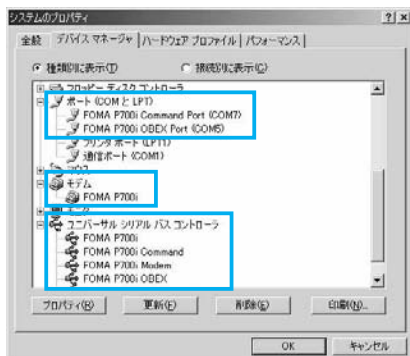 システムのプロパティ
全般 デバイス マネージャ ハードウェア プロファイル パフォーマンス
種類別に表示(T) 接続別に表示(C)
フロッピー ディスク コントローラ
ポート (COM と LPT)
FOMA P700i Command Port (COM7)
FOMA P700i OBEX Port (COM5)
プリンタ ポート (LPT1)
通信ポート (COM1)
マウス
モデム
FOMA P700i
モニタ
ユニバーサル シリアル バス コントローラ
FOMA P700i
FOMA P700i Command
FOMA P700i Modem
FOMA P700i OBEX
プロパティ(R) 更新(F) 削除(E) 印刷(N)...
OK キャンセル